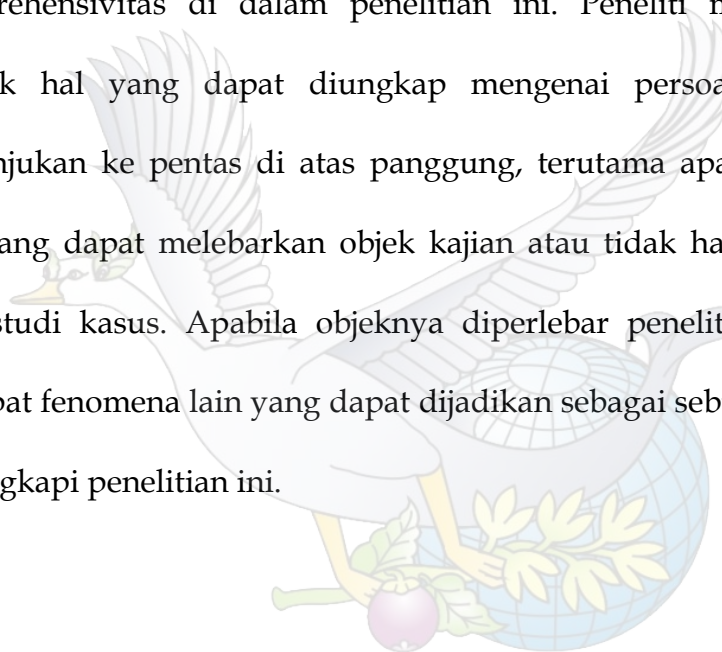 rehensivitas di dalam penelitian ini. Peneliti m
k hal yang dapat diungkap mengenai persoa
njukan ke pentas di atas panggung, terutama apa
ang dapat melebarkan objek kajian atau tidak ha
studi kasus. Apabila objeknya diperlebar penelit
pat fenomena lain yang dapat dijadikan sebagai seb
ngkapi penelitian ini.